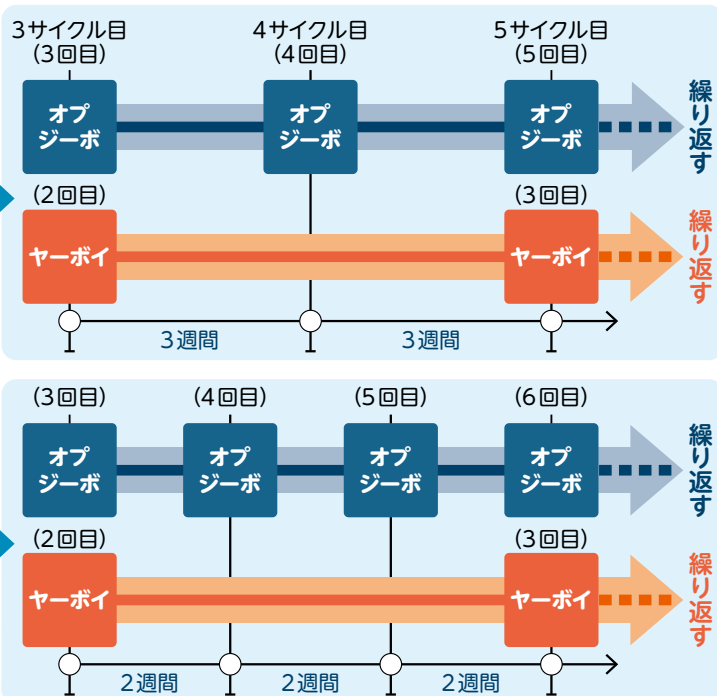 3サイクル目
(3回目)
4サイクル目
(4回目)
5サイクル目
(5回目)
オプ
ジーボ
オプ
ジーボ
オプ
ジーボ
繰り返す
(2回目)
(3回目)
ヤーボイ
ヤーボイ
繰り返す
3週間
3週間
(3回目)
(4回目)
(5回目)
(6回目)
オプ
ジーボ
オプ
ジーボ
オプ
ジーボ
オプ
ジーボ
繰り返す
(2回目)
(3回目)
ヤーボイ
ヤーボイ
繰り返す
2週間
2週間
2週間